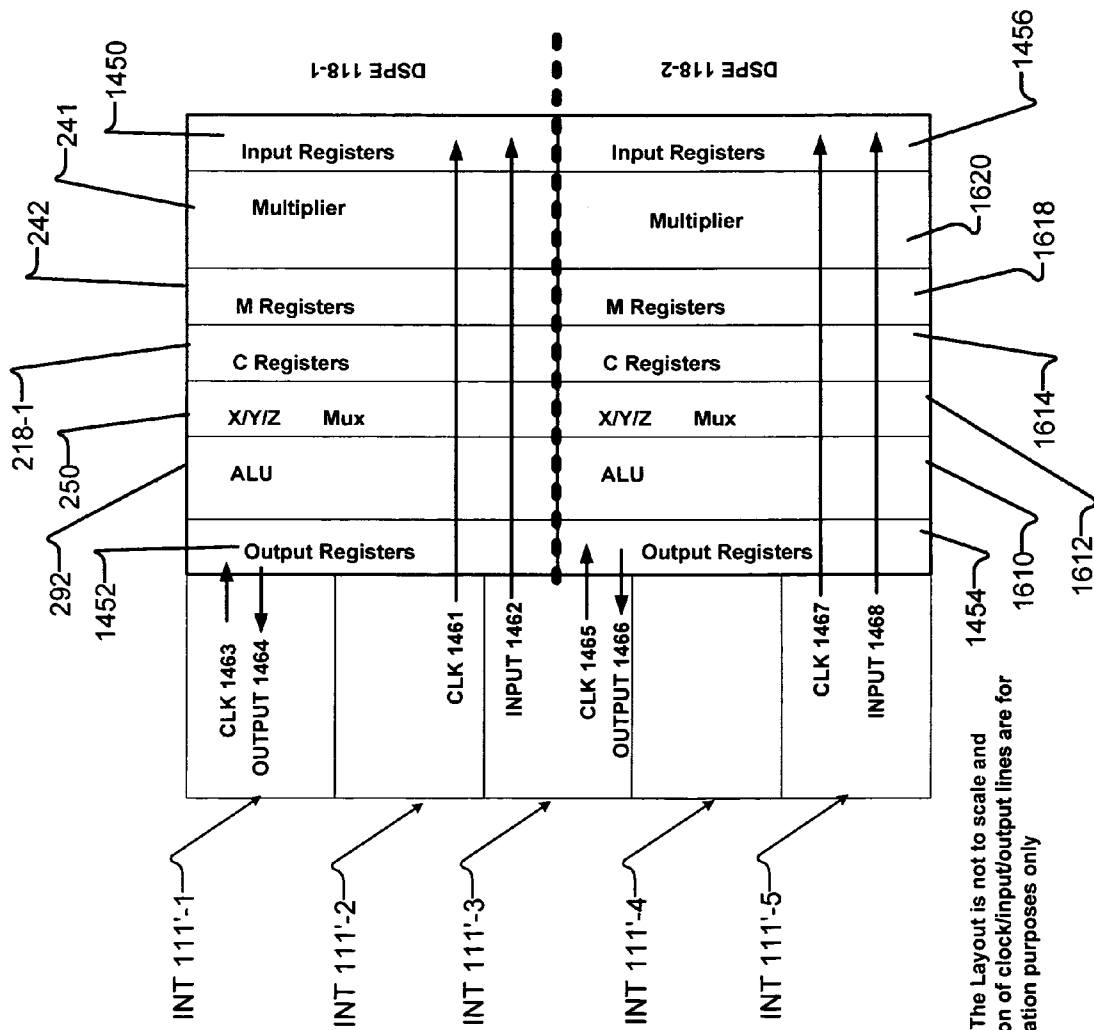 DSPE 118-1
DSPE 118-2
1450
241
242
218-1
250
292
1452
Input Registers
Multiplier
M Registers
C Registers
X/Y/Z Mux
ALU
Output Registers
Input Registers
Multiplier
M Registers
C Registers
X/Y/Z Mux
ALU
Output Registers
1456
1620
1618
1614
1612
1610
1454
CLK 1463
OUTPUT 1464
CLK 1461
INPUT 1462
CLK 1465
OUTPUT 1466
CLK 1467
INPUT 1468
INT 111'-1
INT 111'-2
INT 111'-3
INT 111'-4
INT 111'-5
The Layout is not to scale and
on of clock/input/output lines are for
ation purposes only